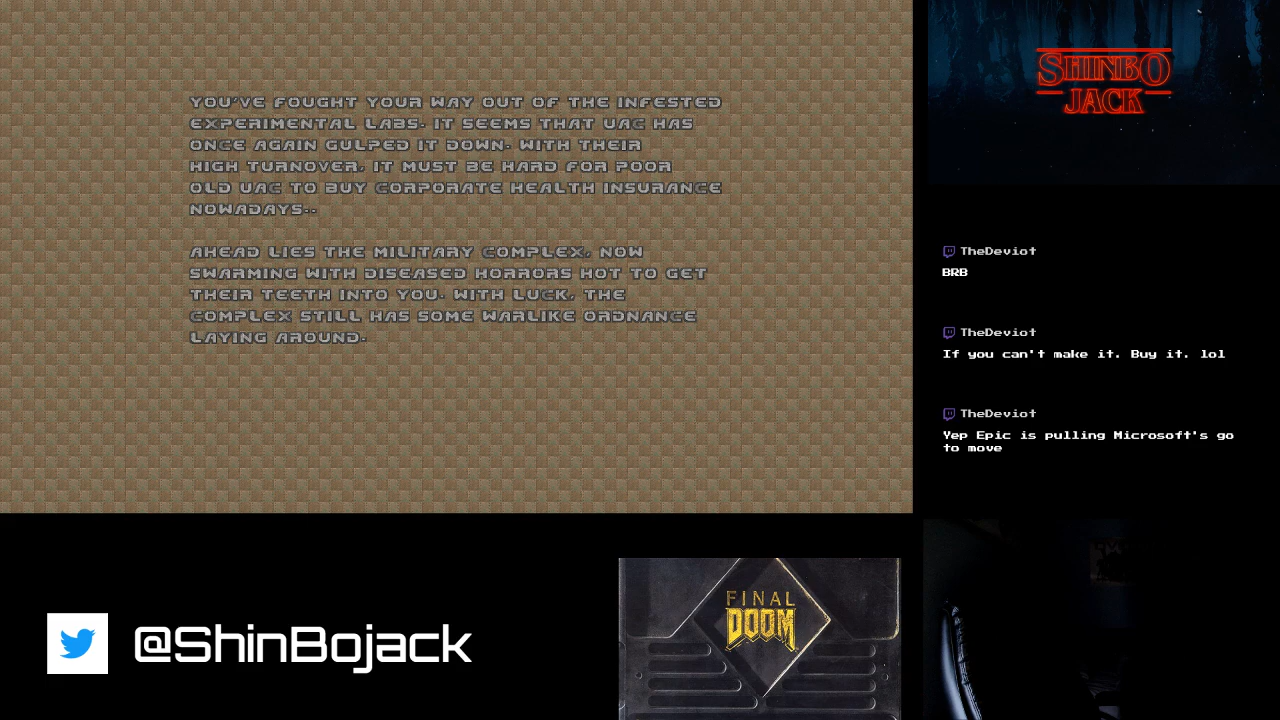 YOU'VE FOUGHT YOUR WAY OUT OF THE INFESTED
EXPERIMENTAL LABS. IT SEEMS THAT UAC HAS
ONCE AGAIN GULPED IT DOWN. WITH THEIR
HIGH TURNOVER, IT MUST BE HARD FOR POOR
OLD UAC TO BUY CORPORATE HEALTH INSURANCE
NOWADAYS..
AHEAD LIES THE MILITARY COMPLEX, NOW
SWARMING WITH DISEASED HORRORS HOT TO GET
THEIR TEETH INTO YOU. WITH LUCK, THE
COMPLEX STILL HAS SOME WARLIKE ORDNANCE
LAYING AROUND.
SHINBO
JACK
TheDeviot
BRB
TheDeviot
If you can't make it. Buy it. lol
TheDeviot
Yep Epic is pulling Microsoft's go
to move
@ShinBojack
FINAL
DOOM